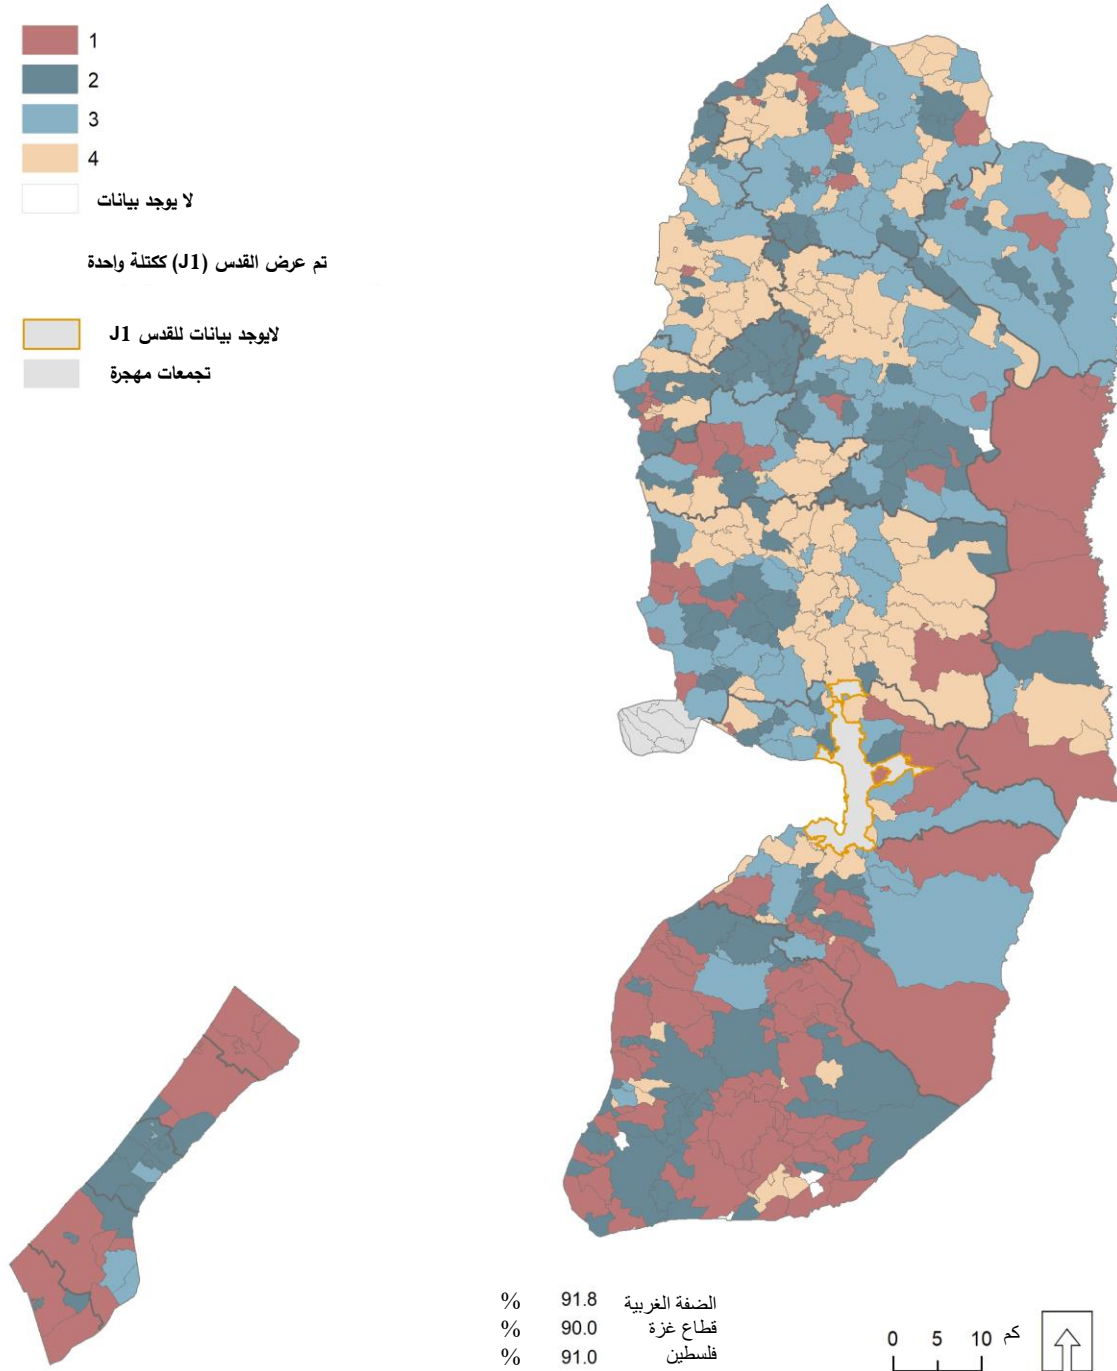 1
2
3
4
لا يوجد بيانات
تم عرض القدس (J1) ككتلة واحدة
لايوجد بيانات للقدس J1
تجمعات مهجرة
الضفة الغربية 91.8 %
قطاع غزة 90.0 %
فلسطين 91.0 %
0 5 10 كم